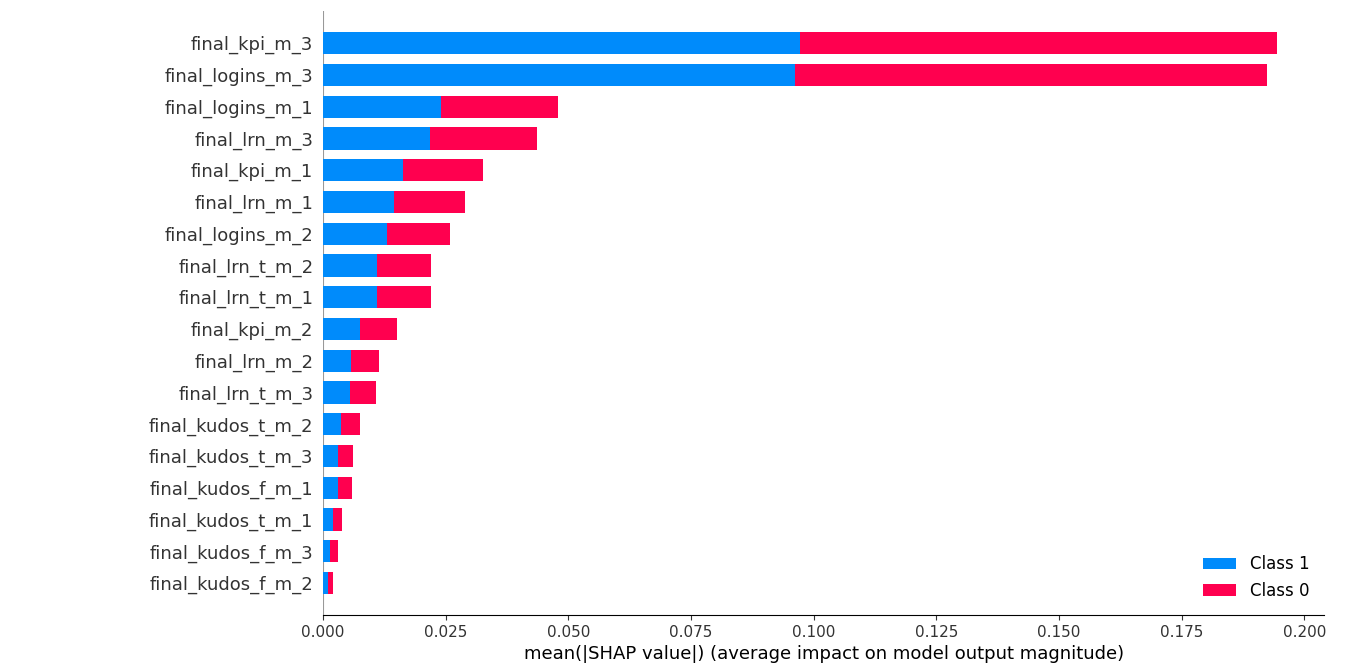 final_kpi_m_3
final_logins_m_3
final_logins_m_1
final_lrn_m_3
final_kpi_m_1
final_lrn_m_1
final_logins_m_2
final_lrn_t_m_2
final_lrn_t_m_1
final_kpi_m_2
final_lrn_m_2
final_lrn_t_m_3
final_kudos_t_m_2
final_kudos_t_m_3
final_kudos_f_m_1
final_kudos_t_m_1
final_kudos_f_m_3
final_kudos_f_m_2
Class 1
Class 0
0.000 0.025 0.050 0.075 0.100 0.125 0.150 0.175 0.200
mean(|SHAP value|) (average impact on model output magnitude)